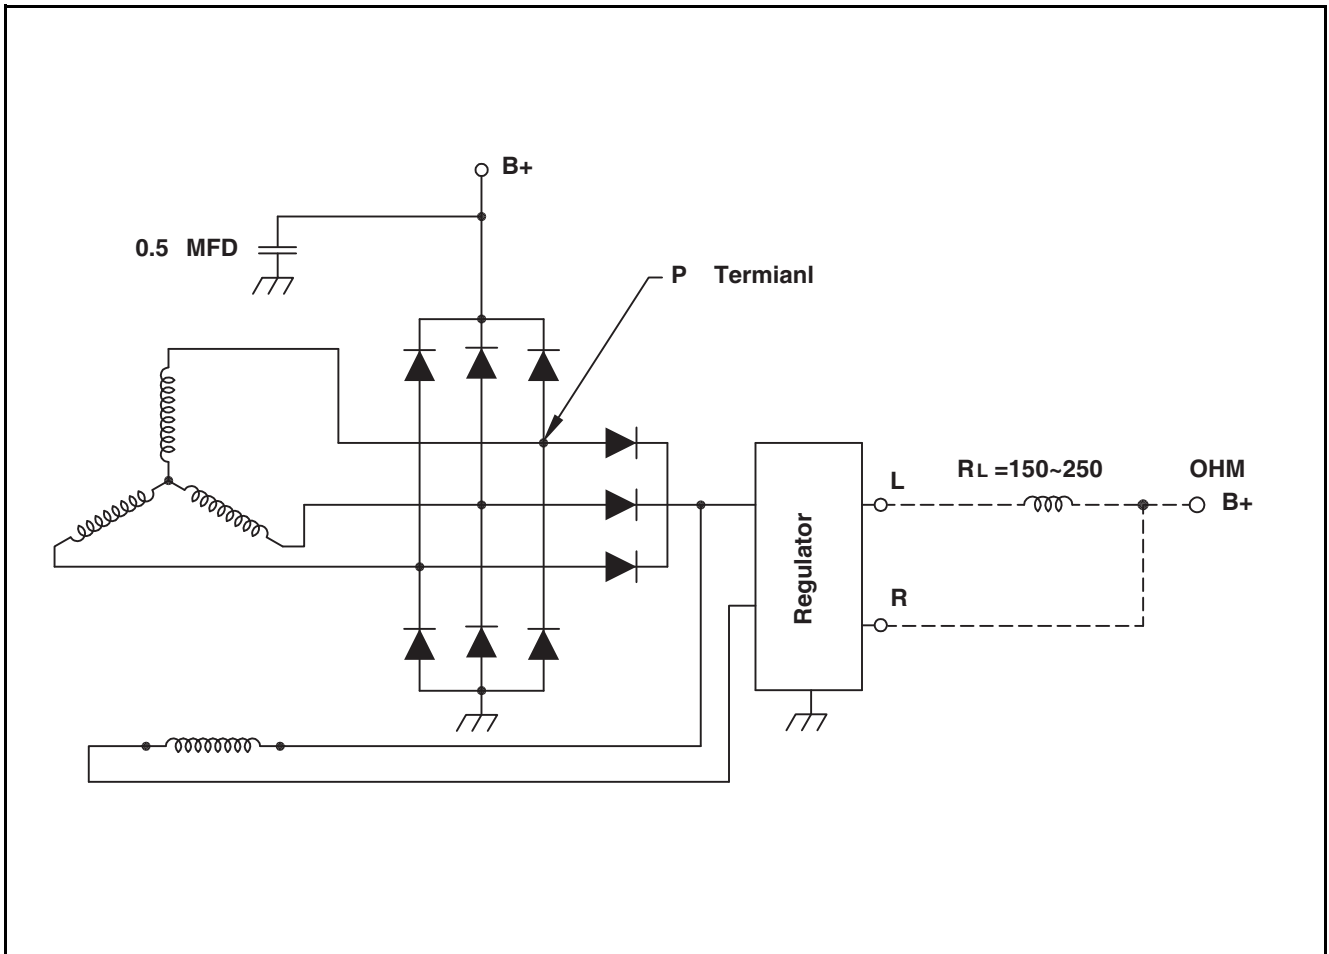 B+
0.5 MFD
P Termianl
L
RL =150~250 OHM
B+
R
Regulator